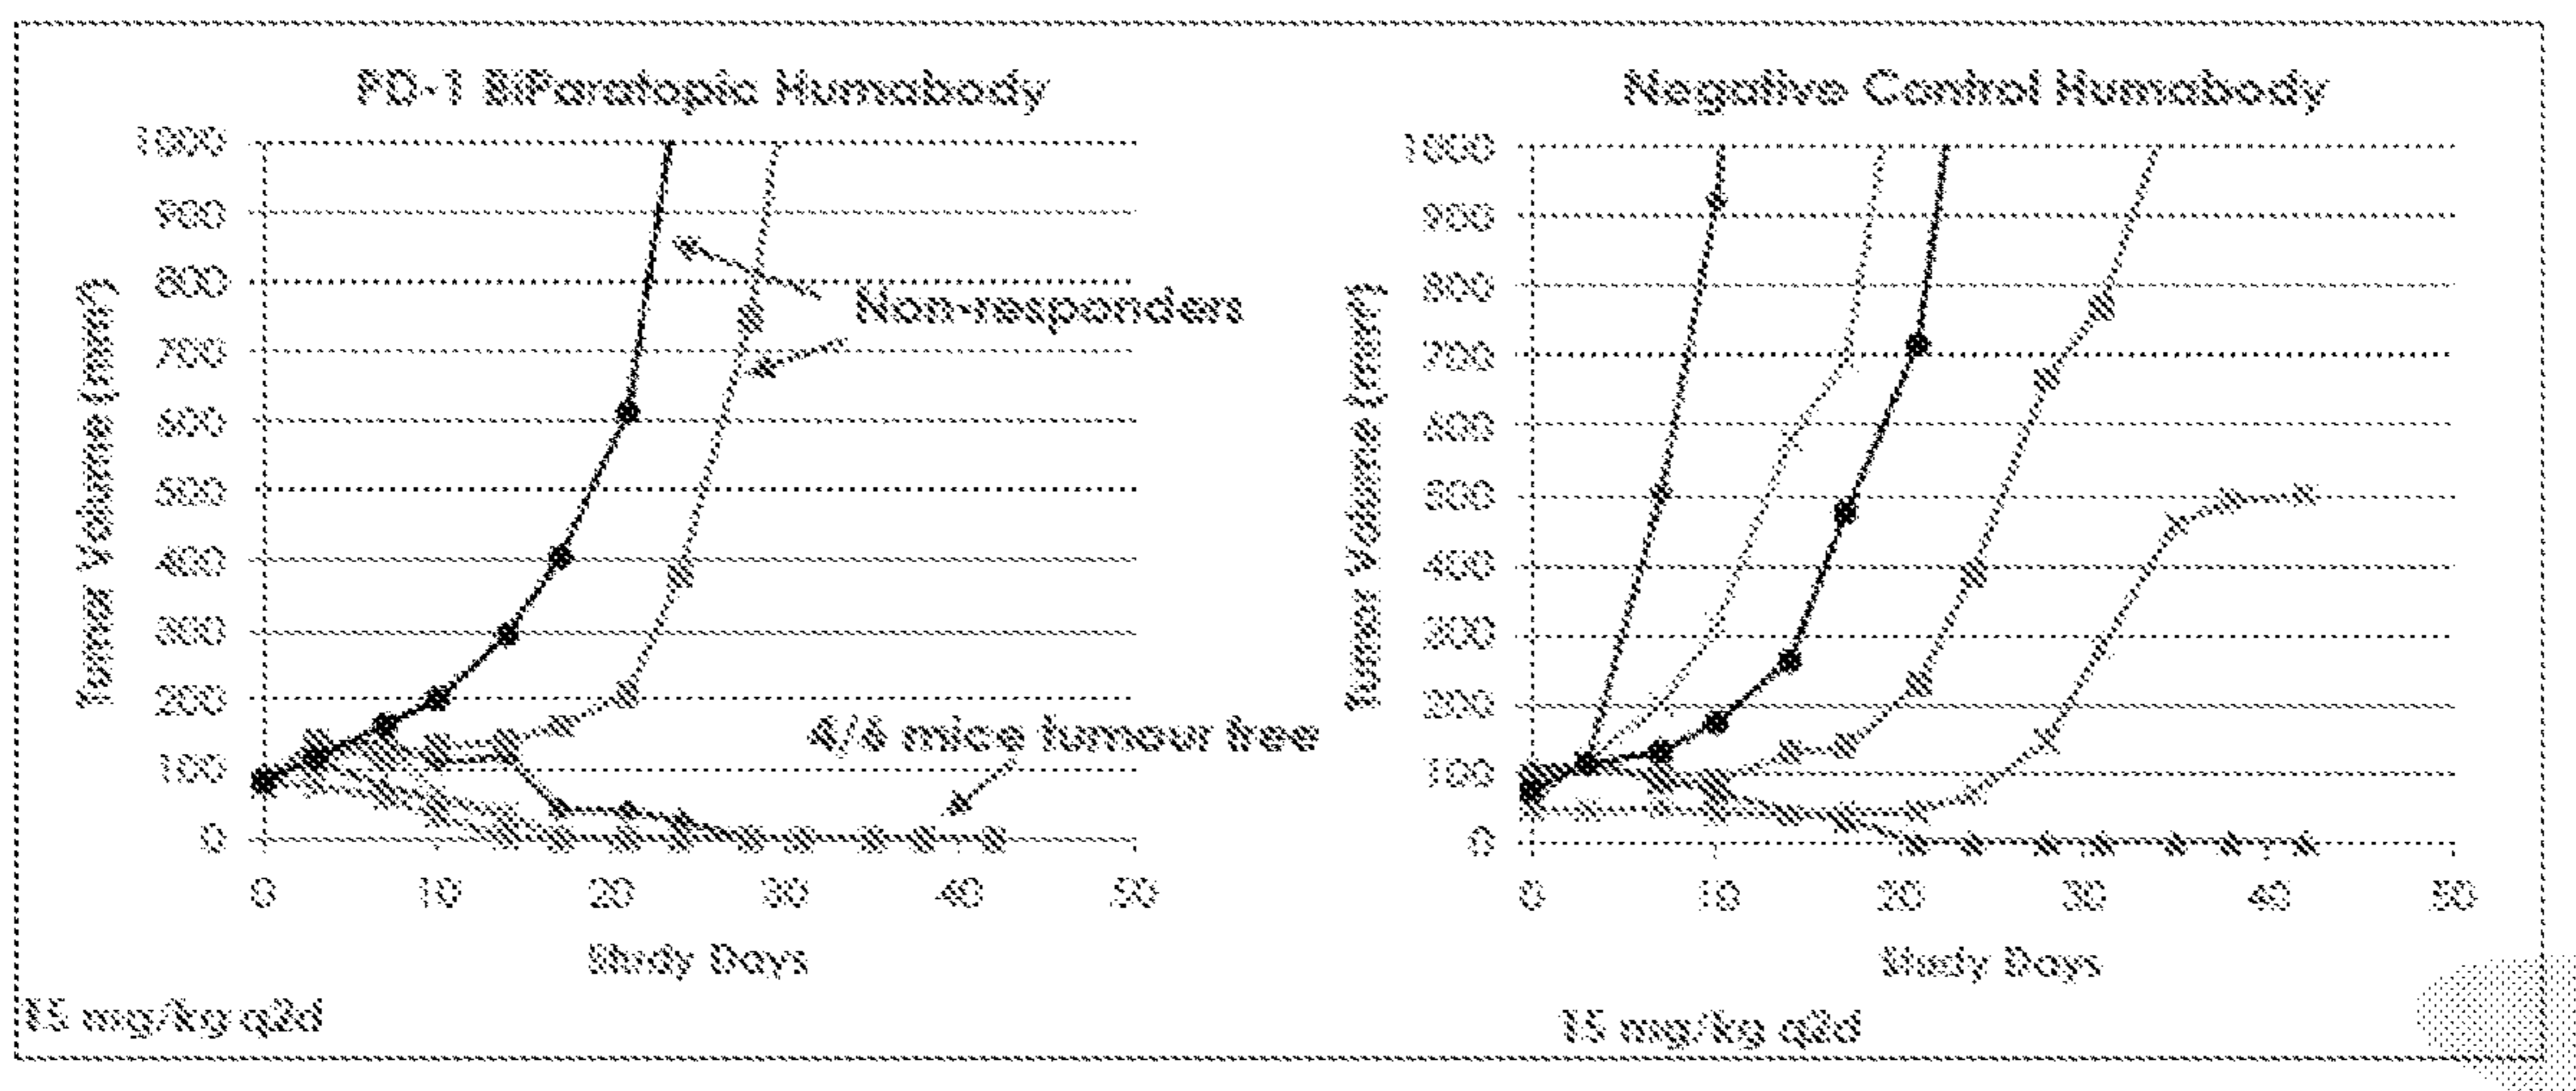 PD-1 BiParatopic Humabody
1000
900
800
700
600
500
400
300
200
100
0
Tumor Volume (mm³)
Non-responders
4/6 mice tumour free
0 10 20 30 40 50
Study Days
15 mg/kg q2d
Negative Control Humabody
1000
900
800
700
600
500
400
300
200
100
0
Tumor Volume (mm³)
0 10 20 30 40 50
Study Days
15 mg/kg q2d